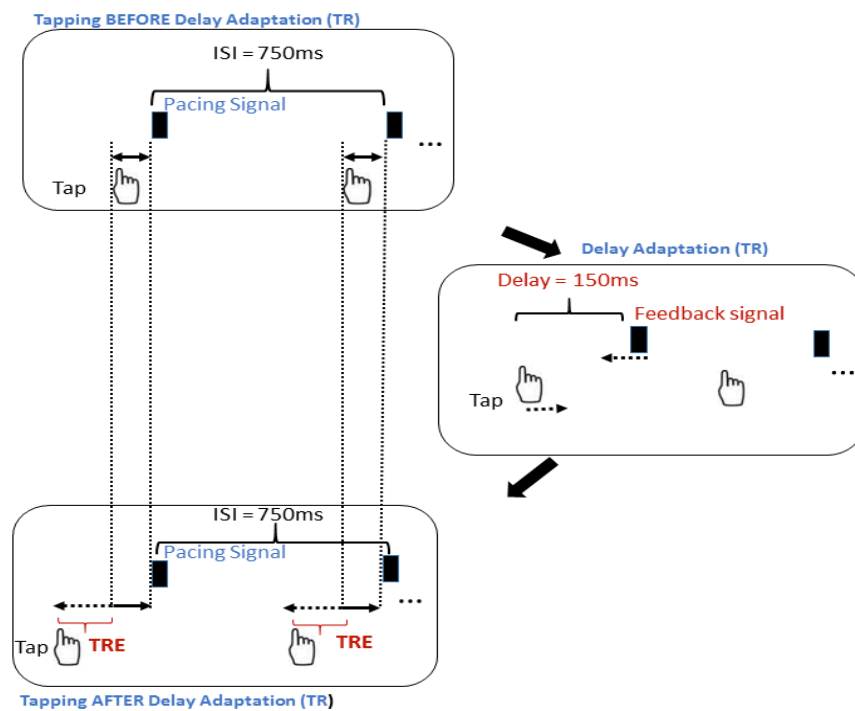 Tapping BEFORE Delay Adaptation (TR)
ISI = 750ms
Pacing Signal
...
Tap
Delay Adaptation (TR)
Delay = 150ms
Feedback signal
...
Tap
ISI = 750ms
Pacing Signal
...
Tap TRE TRE
Tapping AFTER Delay Adaptation (TR)